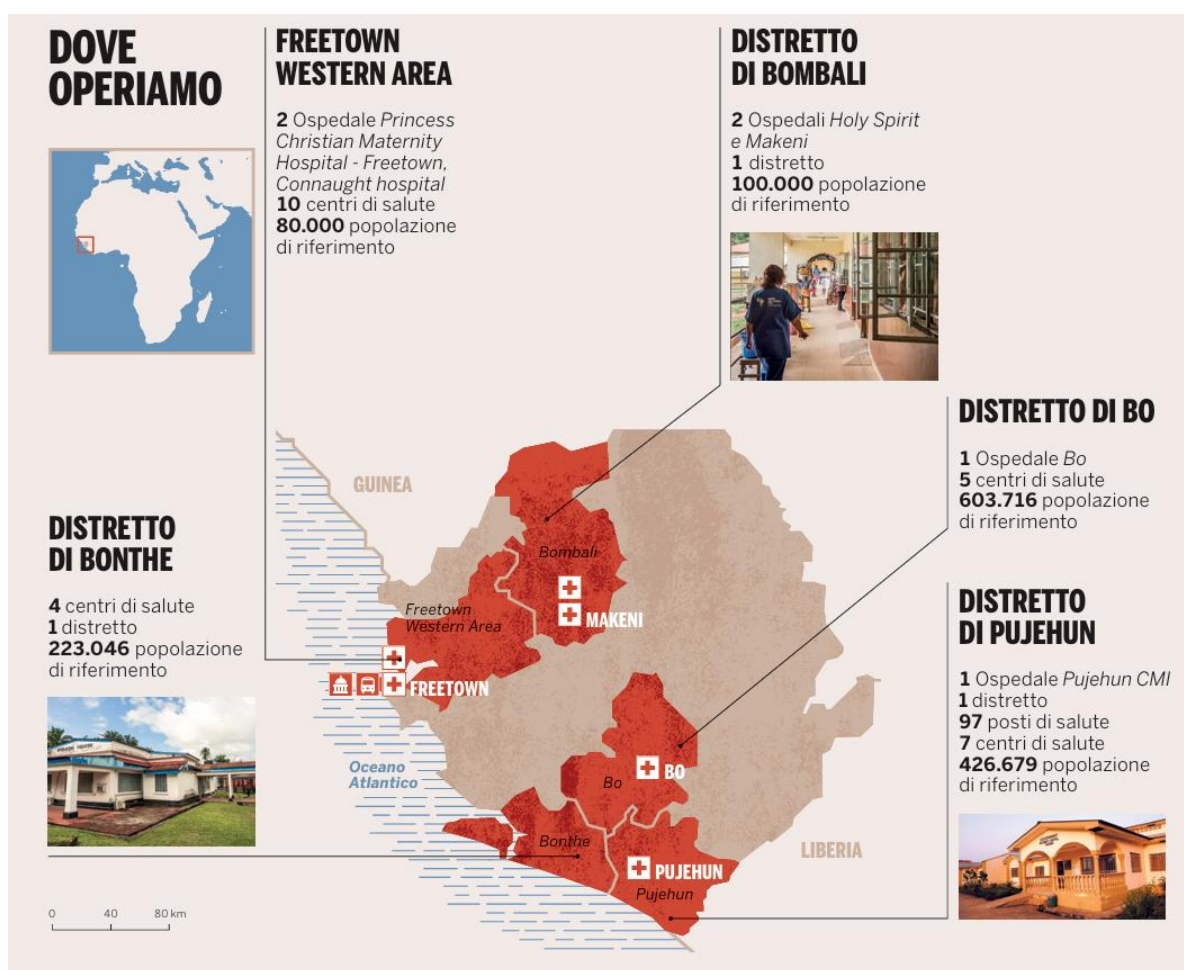 DOVE
OPERIAMO
FREETOWN
WESTERN AREA
2 Ospedale Princess
Christian Maternity
Hospital - Freetown,
Connaught hospital
10 centri di salute
80.000 popolazione
di riferimento
DISTRETTO
DI BOMBALI
2 Ospedali Holy Spirit
e Makeni
1 distretto
100.000 popolazione
di riferimento
DISTRETTO DI BO
1 Ospedale Bo
5 centri di salute
603.716 popolazione
di riferimento
DISTRETTO
DI BONTHE
4 centri di salute
1 distretto
223.046 popolazione
di riferimento
DISTRETTO
DI PUJEHUN
1 Ospedale Pujehun CMI
1 distretto
97 posti di salute
7 centri di salute
426.679 popolazione
di riferimento
GUINEA
Bombali
MAKENI
Freetown
Western Area
FREETOWN
Oceano
Atlantico
BO
Bo
Bonthe
PUJEHUN
Pujehun
LIBERIA
0 40 80 km